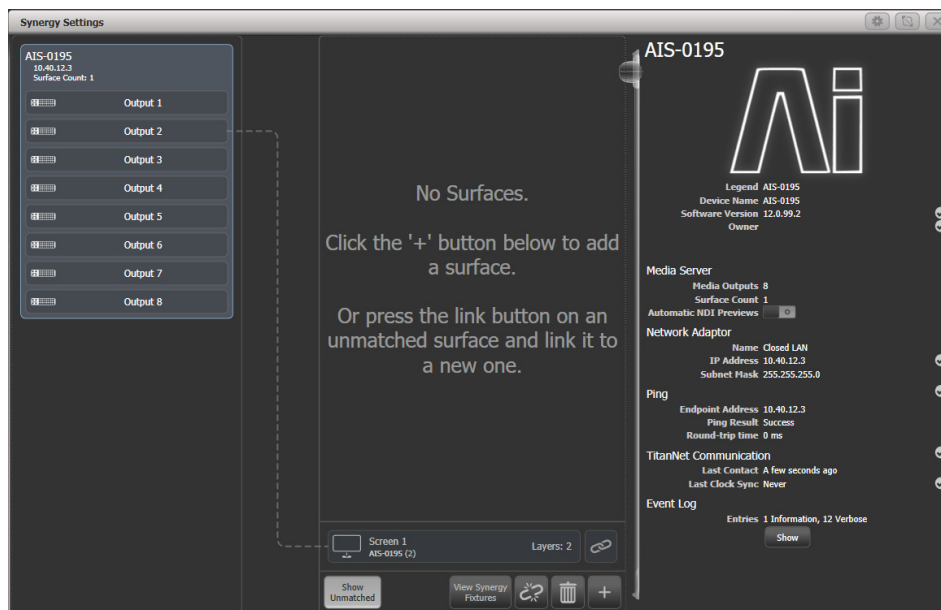 Synergy Settings
AIS-0195
10.40.12.3
Surface Count: 1
Output 1
Output 2
Output 3
Output 4
Output 5
Output 6
Output 7
Output 8
No Surfaces.
Click the '+' button below to add
a surface.
Or press the link button on an
unmatched surface and link it to
a new one.
Screen 1
AIS-0195 (2)
Layers: 2
Show
Unmatched
View Synergy
Fixtures
+
AIS-0195
Ai
Legend AIS-0195
Device Name AIS-0195
Software Version 12.0.99.2
Owner
Media Server
Media Outputs 8
Surface Count 1
Automatic NDI Previews
Network Adaptor
Name Closed LAN
IP Address 10.40.12.3
Subnet Mask 255.255.255.0
Ping
Endpoint Address 10.40.12.3
Ping Result Success
Round-trip time 0 ms
TitanNet Communication
Last Contact A few seconds ago
Last Clock Sync Never
Event Log
Entries 1 Information, 12 Verbose
Show